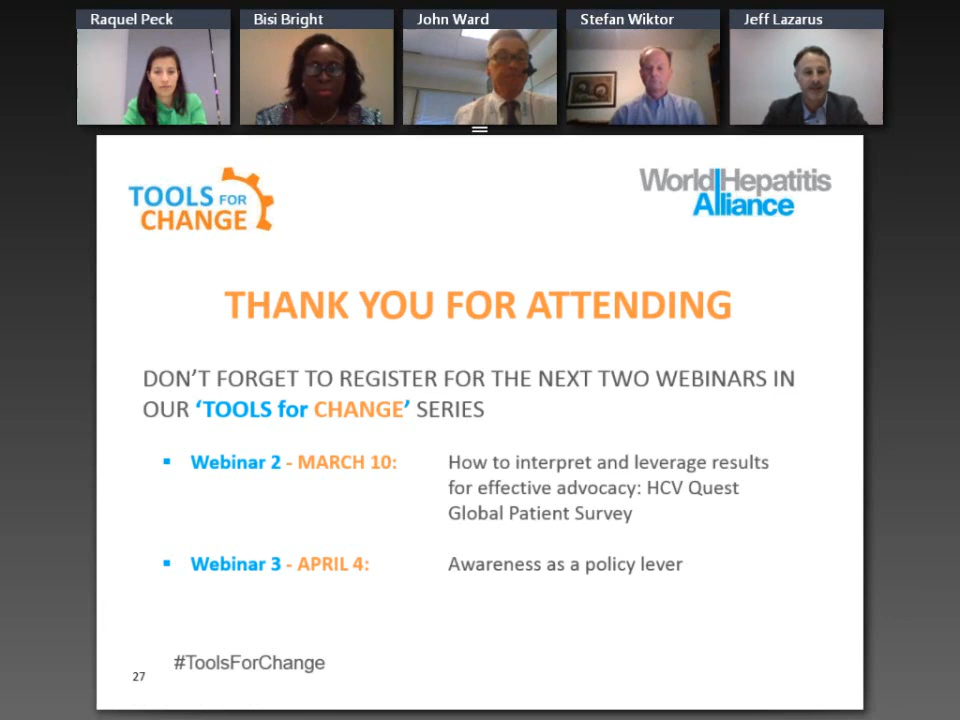 Raquel Peck
Bisi Bright
John Ward
Stefan Wiktor
Jeff Lazarus
TOOLS FOR
CHANGE
World Hepatitis
Alliance
THANK YOU FOR ATTENDING
DON'T FORGET TO REGISTER FOR THE NEXT TWO WEBINARS IN
OUR ‘TOOLS for CHANGE’ SERIES
▪ Webinar 2 - MARCH 10: How to interpret and leverage results
for effective advocacy: HCV Quest
Global Patient Survey
▪ Webinar 3 - APRIL 4: Awareness as a policy lever
#ToolsForChange
27